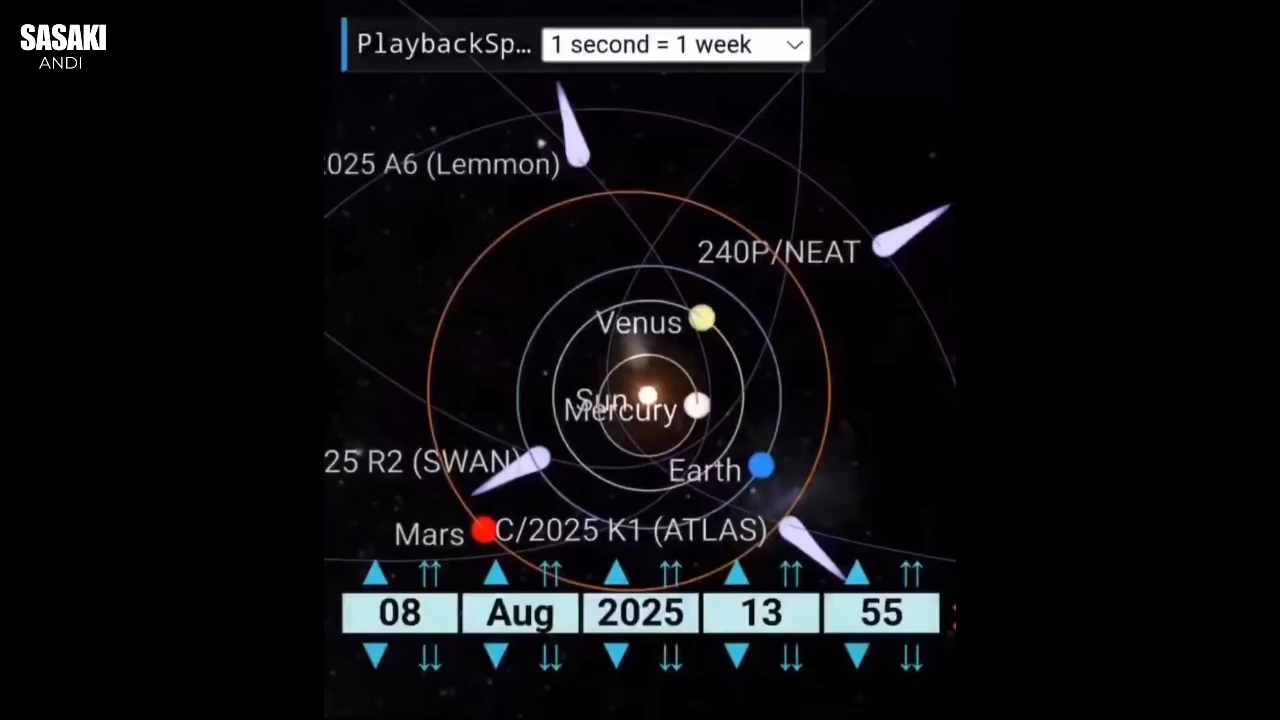 SASAKI
ANDI
PlaybackSp...
1 second = 1 week
025 A6 (Lemmon)
240P/NEAT
Venus
Sun
Mercury
25 R2 (SWAN)
Earth
Mars
C/2025 K1 (ATLAS)
08 Aug 2025 13 55